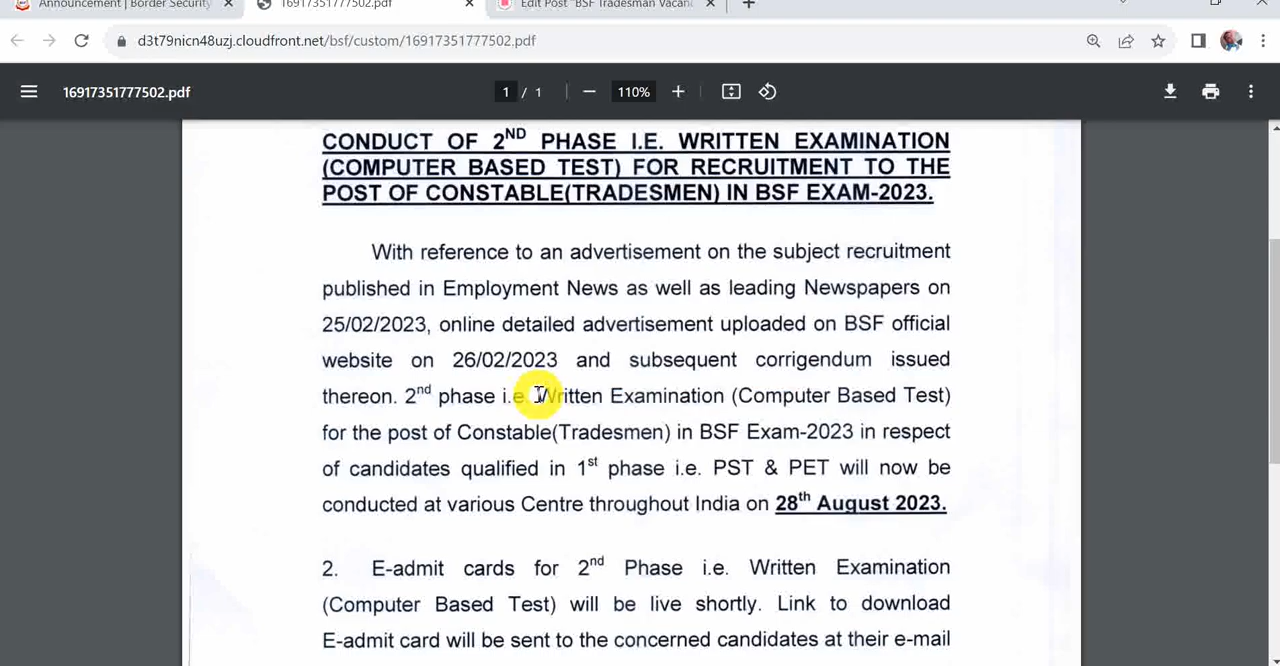 Announcement | Border Security
16917351777502.pdf
Edit Post "BSF Tradesman Vacan
d3t79nicn48uzj.cloudfront.net/bsf/custom/16917351777502.pdf
16917351777502.pdf
1 / 1
110%
CONDUCT OF 2ND PHASE I.E. WRITTEN EXAMINATION
(COMPUTER BASED TEST) FOR RECRUITMENT TO THE
POST OF CONSTABLE(TRADESMEN) IN BSF EXAM-2023.
With reference to an advertisement on the subject recruitment
published in Employment News as well as leading Newspapers on
25/02/2023, online detailed advertisement uploaded on BSF official
website on 26/02/2023 and subsequent corrigendum issued
thereon. 2nd phase i.e. Written Examination (Computer Based Test)
for the post of Constable(Tradesmen) in BSF Exam-2023 in respect
of candidates qualified in 1st phase i.e. PST & PET will now be
conducted at various Centre throughout India on 28th August 2023.
2. E-admit cards for 2nd Phase i.e. Written Examination
(Computer Based Test) will be live shortly. Link to download
E-admit card will be sent to the concerned candidates at their e-mail